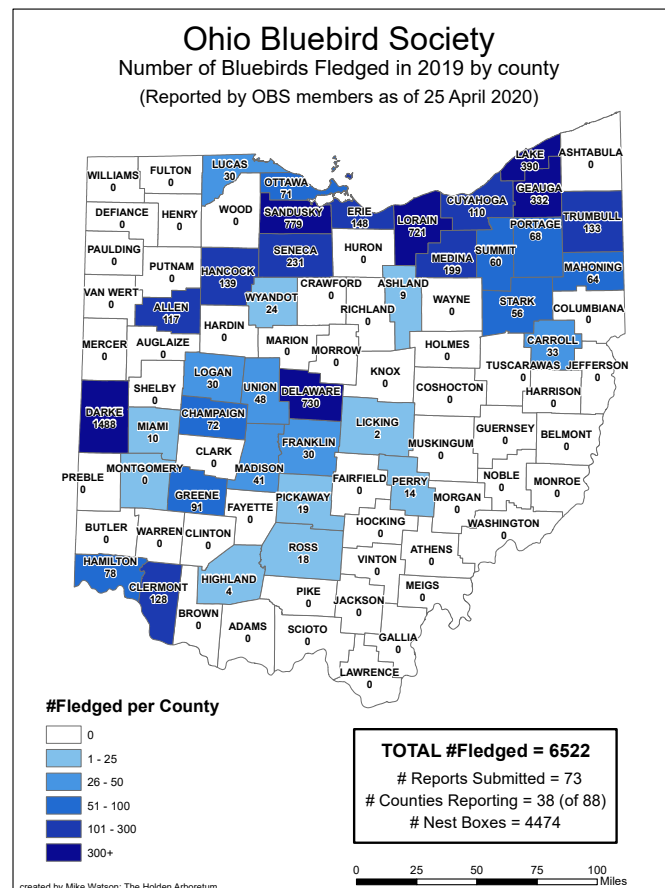 Ohio Bluebird Society
Number of Bluebirds Fledged in 2019 by county
(Reported by OBS members as of 25 April 2020)
WILLIAMS
0
FULTON
0
LUCAS
30
OTTAWA
71
LAKE
390
ASHTABULA
0
GEAUGA
332
DEFIANCE
0
HENRY
0
WOOD
0
SANDUSKY
779
ERIE
148
LORAIN
721
CUYAHOGA
110
TRUMBULL
133
PAULDING
0
PUTNAM
0
HANCOCK
139
SENECA
231
HURON
0
MEDINA
199
SUMMIT
60
PORTAGE
68
MAHONING
64
VAN WERT
0
ALLEN
117
WYANDOT
24
CRAWFORD
0
RICHLAND
0
ASHLAND
9
WAYNE
0
STARK
56
COLUMBIANA
0
MERCER
0
AUGLAIZE
0
HARDIN
0
MARION
0
MORROW
0
HOLMES
0
CARROLL
33
TUSCARAWAS
0
JEFFERSON
0
SHELBY
0
LOGAN
30
UNION
48
DELAWARE
730
KNOX
0
COSHOCTON
0
HARRISON
0
DARKE
1488
MIAMI
10
CHAMPAIGN
72
LICKING
2
MUSKINGUM
0
GUERNSEY
0
BELMONT
0
CLARK
0
MADISON
41
FRANKLIN
30
PREBLE
0
MONTGOMERY
0
GREENE
91
FAYETTE
0
PICKAWAY
19
FAIRFIELD
0
PERRY
14
MORGAN
0
NOBLE
0
MONROE
0
BUTLER
0
WARREN
0
CLINTON
0
ROSS
18
HOCKING
0
ATHENS
0
WASHINGTON
0
HAMILTON
78
CLERMONT
128
HIGHLAND
4
VINTON
0
MEIGS
0
BROWN
0
ADAMS
0
PIKE
0
SCIOTO
0
JACKSON
0
GALLIA
0
LAWRENCE
0
#Fledged per County
0
1 - 25
26 - 50
51 - 100
101 - 300
300+
TOTAL #Fledged = 6522
# Reports Submitted = 73
# Counties Reporting = 38 (of 88)
# Nest Boxes = 4474
0 25 50 75 100
Miles
created by Mike Watson: The Holden Arboretum